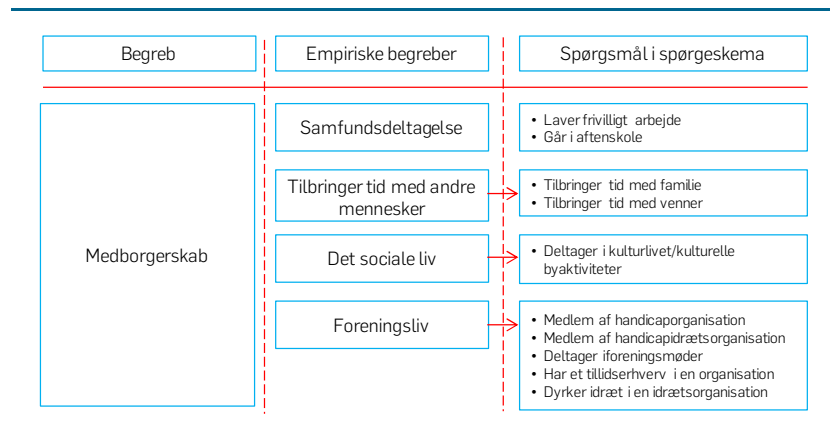 Begreb
Empiriske begreber
Spørgsmål i spørgeskema
Medborgerskab
Samfundsdeltagelse
• Laver frivilligt arbejde
• Går i aftenskole
Tilbringer tid med andre
mennesker
• Tilbringer tid med familie
• Tilbringer tid med venner
Det sociale liv
• Deltager i kulturlivet/kulturelle
byaktiviteter
Foreningsliv
• Medlem af handicaporganisation
• Medlem af handicapidrætsorganisation
• Deltager iforeningsmøder
• Har et tillidserhverv i en organisation
• Dyrker idræt i en idrætsorganisation